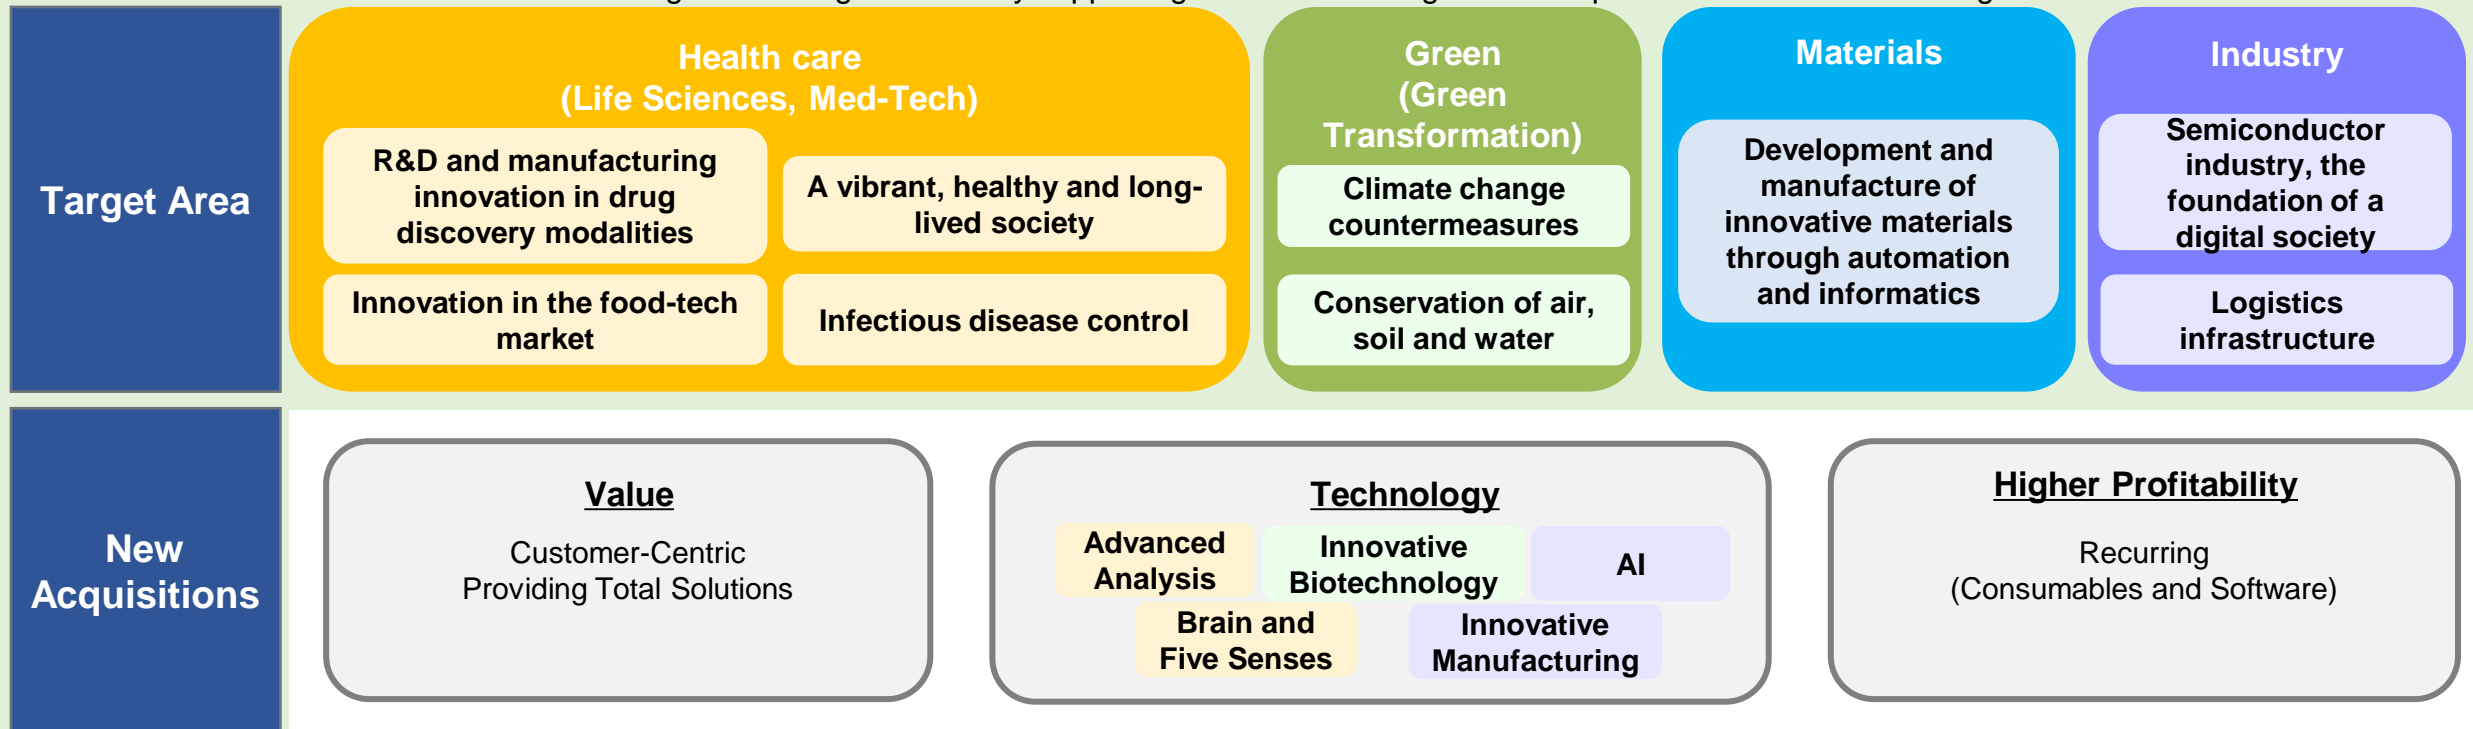 Target Area
Health care
(Life Sciences, Med-Tech)
R&D and manufacturing
innovation in drug
discovery modalities
A vibrant, healthy and long-
lived society
Innovation in the food-tech
market
Infectious disease control
Green
(Green
Transformation)
Climate change
countermeasures
Conservation of air,
soil and water
Materials
Development and
manufacture of
innovative materials
through automation
and informatics
Industry
Semiconductor
industry, the
foundation of a
digital society
Logistics
infrastructure
New
Acquisitions
Value
Customer-Centric
Providing Total Solutions
Technology
Advanced
Analysis
Innovative
Biotechnology
AI
Brain and
Five Senses
Innovative
Manufacturing
Higher Profitability
Recurring
(Consumables and Software)